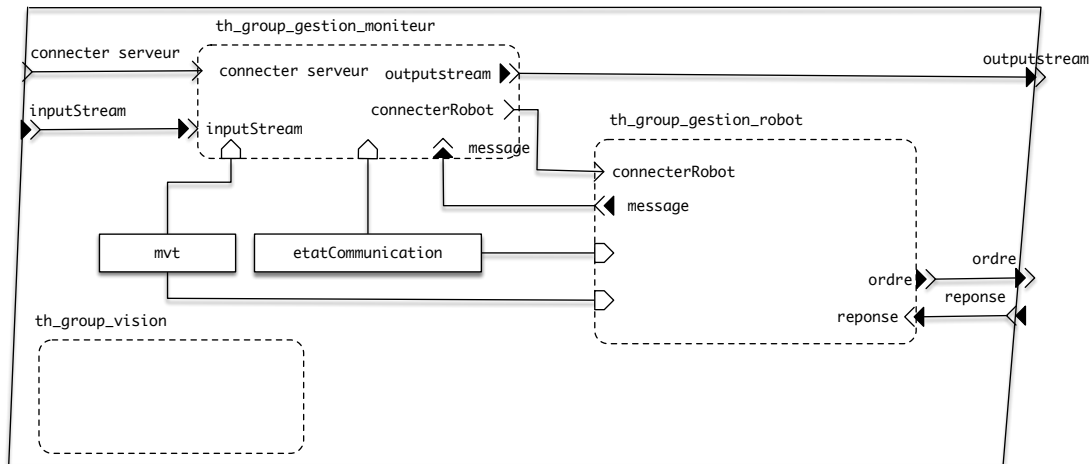 th_group_gestion_moniteur
connecter serveur
connecter serveur
outputstream
outputstream
inputStream
inputStream
connecterRobot
message
th_group_gestion_robot
connecterRobot
message
mvt
etatCommunication
ordre
ordre
reponse
reponse
th_group_vision